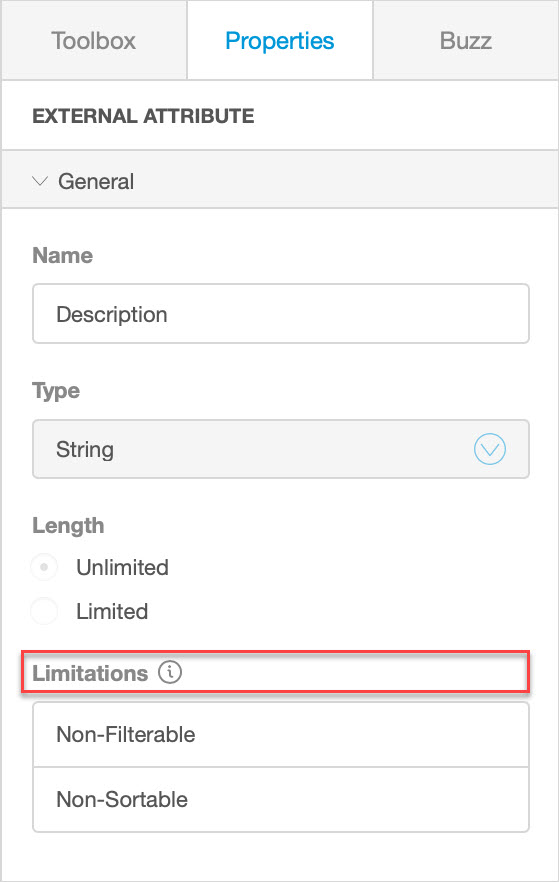 Toolbox Properties Buzz
EXTERNAL ATTRIBUTE
General
Name
Description
Type
String
Length
Unlimited
Limited
Limitations
Non-Filterable
Non-Sortable